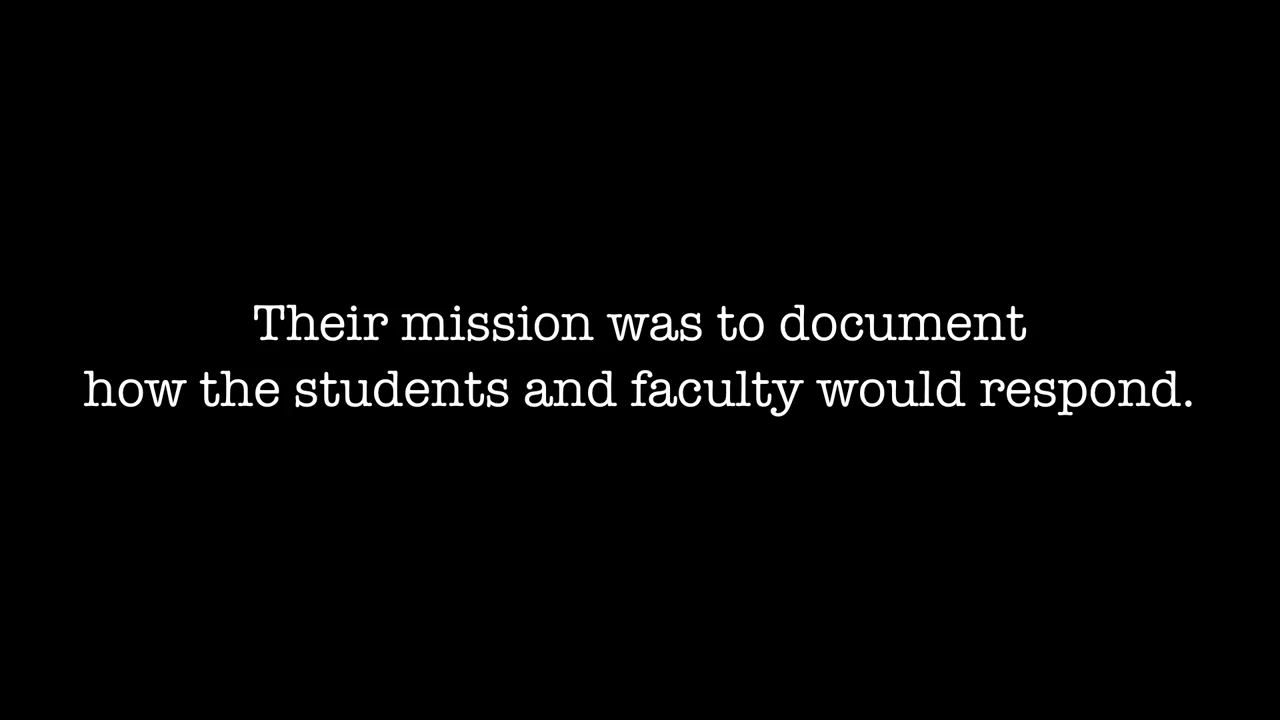 Their mission was to document
how the students and faculty would respond.